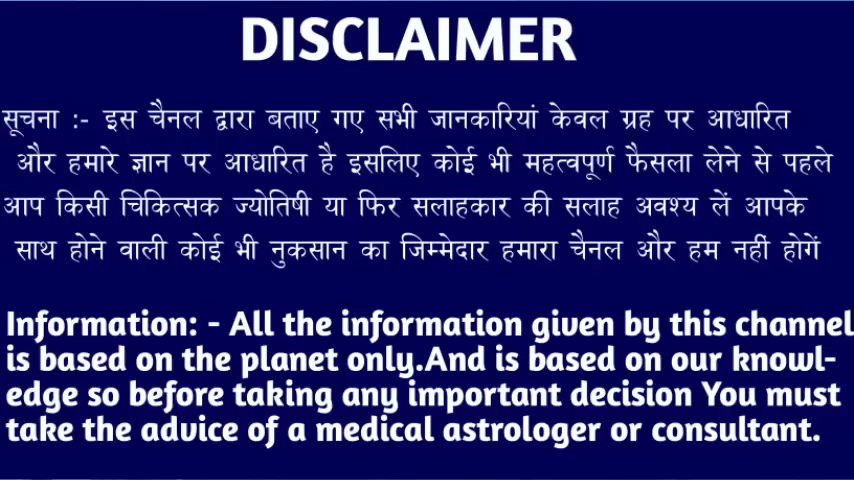 DISCLAIMER
सूचना :- इस चैनल द्वारा बताए गए सभी जानकारियां केवल ग्रह पर आधारित
और हमारे ज्ञान पर आधारित है इसलिए कोई भी महत्वपूर्ण फैसला लेने से पहले
आप किसी चिकित्सक ज्योतिषी या फिर सलाहकार की सलाह अवश्य लें आपके
साथ होने वाली कोई भी नुकसान का जिम्मेदार हमारा चैनल और हम नहीं होगें
Information: - All the information given by this channel
is based on the planet only.And is based on our knowl-
edge so before taking any important decision You must
take the advice of a medical astrologer or consultant.